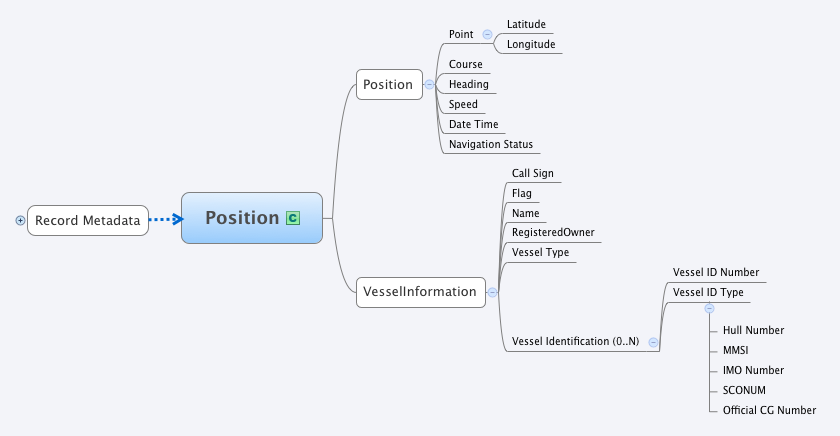 Record Metadata
Position C
Position
Point
Latitude
Longitude
Course
Heading
Speed
Date Time
Navigation Status
VesselInformation
Call Sign
Flag
Name
RegisteredOwner
Vessel Type
Vessel Identification (0..N)
Vessel ID Number
Vessel ID Type
Hull Number
MMSI
IMO Number
SCONUM
Official CG Number